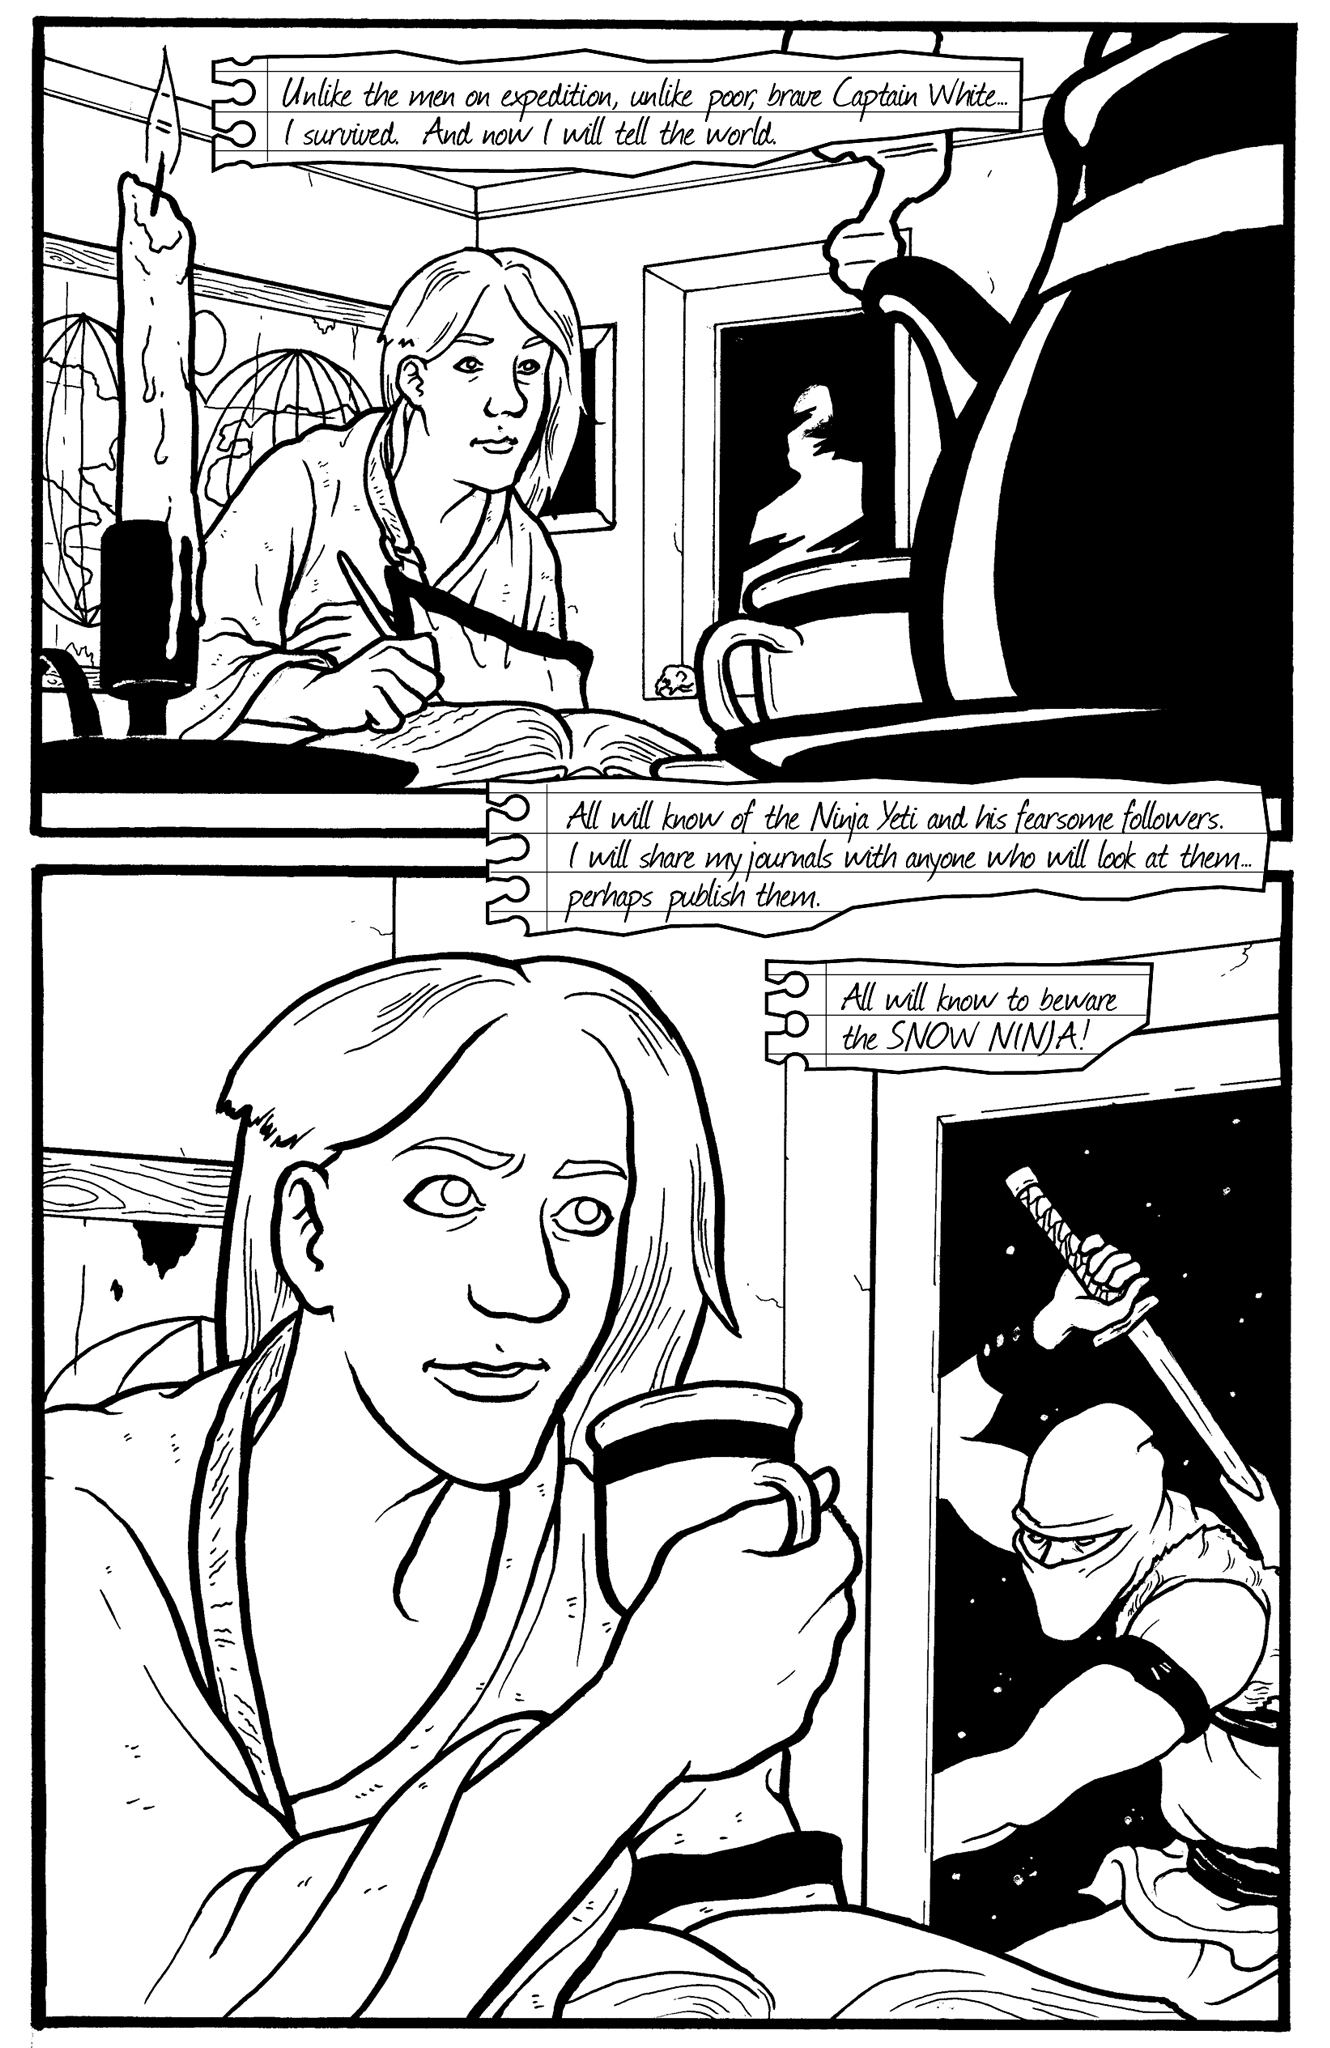 Unlike the men on expedition, unlike poor, brave Captain White...
I survived. And now I will tell the world.
All will know of the Ninja Yeti and his fearsome followers.
I will share my journals with anyone who will look at them...
perhaps publish them.
All will know to beware
the SNOW NINJA!